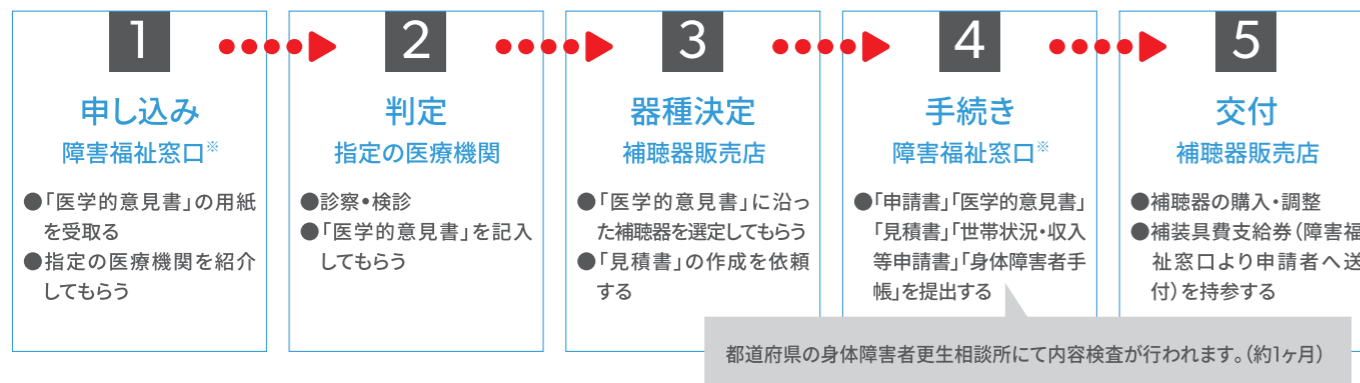 1
申し込み
障害福祉窓口※
●「医学的意見書」の用紙
を受取る
●指定の医療機関を紹介
してもらう
2
判定
指定の医療機関
●診察・検診
●「医学的意見書」を記入
してもらう
3
器種決定
補聴器販売店
●「医学的意見書」に沿っ
た補聴器を選定してもらう
●「見積書」の作成を依頼
する
4
手続き
障害福祉窓口※
●「申請書」「医学的意見書」
「見積書」「世帯状況・収入
等申請書」「身体障害者手
帳」を提出する
都道府県の身体障害者更生相談所にて内容検査が行われます。(約1ヶ月)
5
交付
補聴器販売店
●補聴器の購入・調整
●補装具費支給券(障害福
祉窓口より申請者へ送
付)を持参する